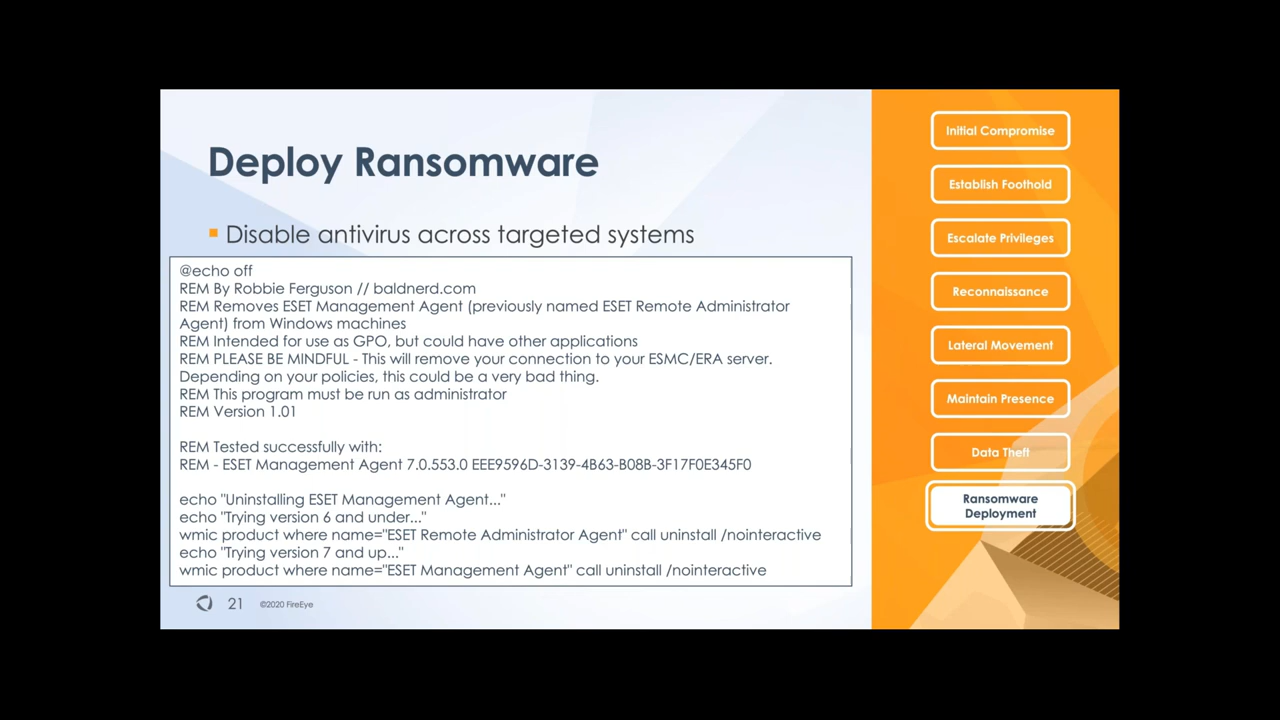 Deploy Ransomware
Disable antivirus across targeted systems
@echo off
REM By Robbie Ferguson // baldnerd.com
REM Removes ESET Management Agent (previously named ESET Remote Administrator
Agent) from Windows machines
REM Intended for use as GPO, but could have other applications
REM PLEASE BE MINDFUL - This will remove your connection to your ESMC/ERA server.
Depending on your policies, this could be a very bad thing.
REM This program must be run as administrator
REM Version 1.01
REM Tested successfully with:
REM - ESET Management Agent 7.0.553.0 EEE9596D-3139-4B63-B08B-3F17F0E345F0
echo "Uninstalling ESET Management Agent..."
echo "Trying version 6 and under..."
wmic product where name="ESET Remote Administrator Agent" call uninstall /nointeractive
echo "Trying version 7 and up..."
wmic product where name="ESET Management Agent" call uninstall /nointeractive
21 ©2020 FireEye
Initial Compromise
Establish Foothold
Escalate Privileges
Reconnaissance
Lateral Movement
Maintain Presence
Data Theft
Ransomware
Deployment